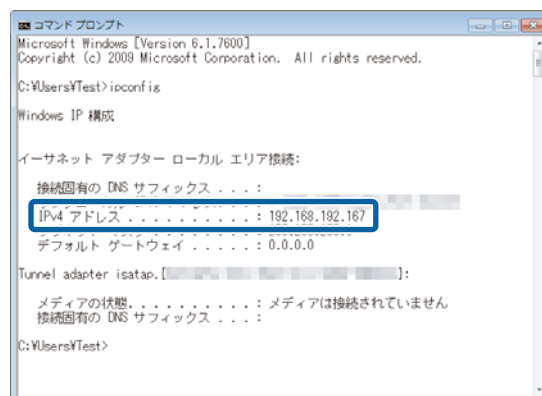 コマンド プロンプト
Microsoft Windows [Version 6.1.7600]
Copyright (c) 2009 Microsoft Corporation.  All rights reserved.
C:¥Users¥Test>ipconfig
Windows IP 構成
イーサネット アダプター ローカル エリア接続:
接続固有の DNS サフィックス . . . :
IPv4 アドレス . . . . . . . . . . : 192.168.192.167
デフォルト ゲートウェイ . . . . . : 0.0.0.0
Tunnel adapter isatap.[ ]:
メディアの状態. . . . . . . . . . : メディアは接続されていません
接続固有の DNS サフィックス . . . :
C:¥Users¥Test>